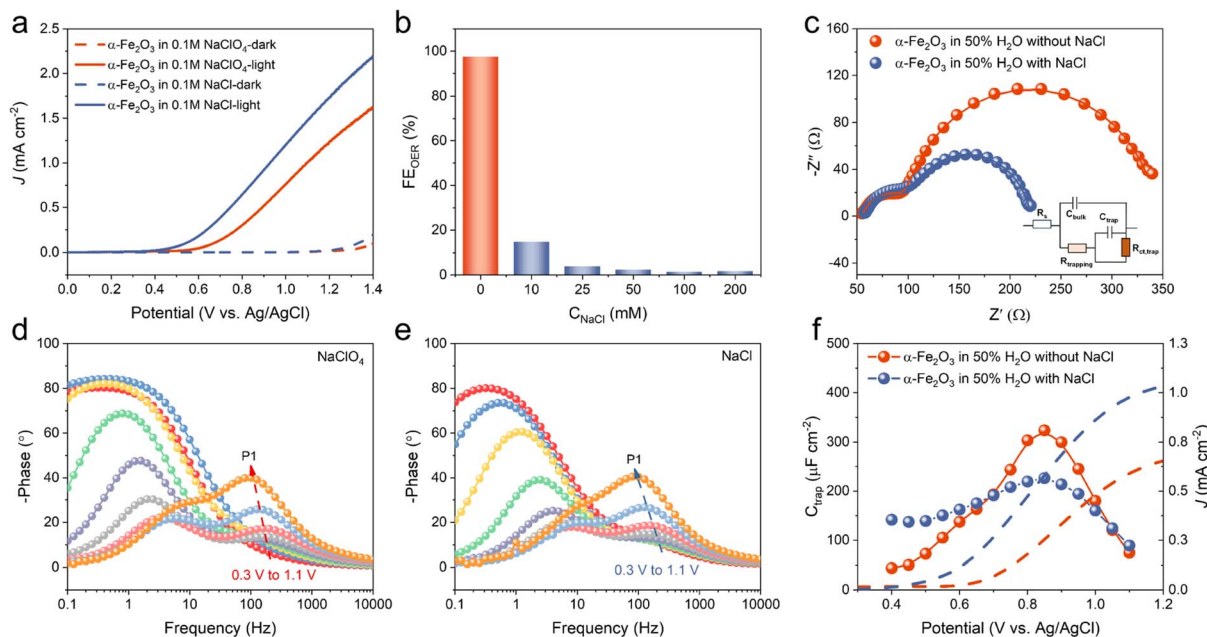 a
2.5
2.0
1.5
1.0
0.5
0.0
J (mA cm⁻²)
α-Fe₂O₃ in 0.1M NaClO₄-dark
α-Fe₂O₃ in 0.1M NaClO₄-light
α-Fe₂O₃ in 0.1M NaCl-dark
α-Fe₂O₃ in 0.1M NaCl-light
0.0 0.2 0.4 0.6 0.8 1.0 1.2 1.4
Potential (V vs. Ag/AgCl)
b
100
80
60
40
20
0
FE_OER (%)
0 10 25 50 100 200
C_NaCl (mM)
c
160
120
80
40
0
-40
-Z″ (Ω)
α-Fe₂O₃ in 50% H₂O without NaCl
α-Fe₂O₃ in 50% H₂O with NaCl
R_s
C_bulk
C_trap
R_trapping
R_ct,trap
50 100 150 200 250 300 350
Z′ (Ω)
d
100
80
60
40
20
0
-Phase (°)
NaClO₄
P1
0.3 V to 1.1 V
0.1 1 10 100 1000 10000
Frequency (Hz)
e
100
80
60
40
20
0
-Phase (°)
NaCl
P1
0.3 V to 1.1 V
0.1 1 10 100 1000 10000
Frequency (Hz)
f
500
400
300
200
150
100
50
0
C_trap (μF cm⁻²)
α-Fe₂O₃ in 50% H₂O without NaCl
α-Fe₂O₃ in 50% H₂O with NaCl
1.3
1.0
0.8
0.5
0.3
0.0
J (mA cm⁻²)
0.4 0.6 0.8 1.0 1.2
Potential (V vs. Ag/AgCl)